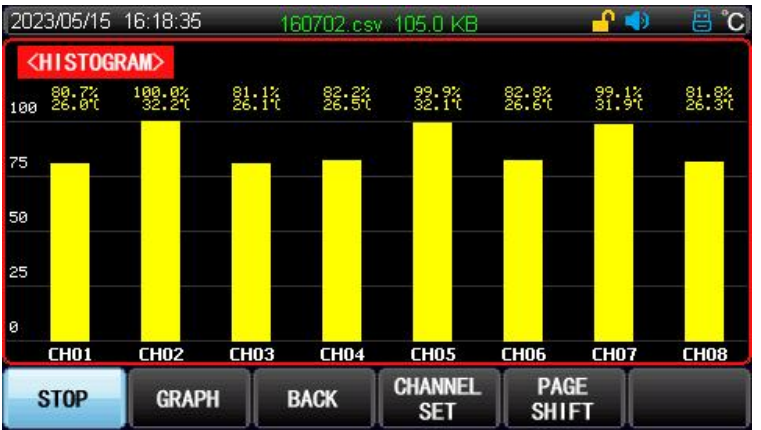 2023/05/15 16:18:35 160702.csv 105.0 KB °C
<HISTOGRAM>
80.7% 100.0% 81.1% 82.2% 99.9% 82.8% 99.1% 81.8%
26.0℃ 32.2℃ 26.1℃ 26.5℃ 32.1℃ 26.6℃ 31.9℃ 26.3℃
100
75
50
25
0
CH01 CH02 CH03 CH04 CH05 CH06 CH07 CH08
STOP GRAPH BACK CHANNEL SET PAGE SHIFT